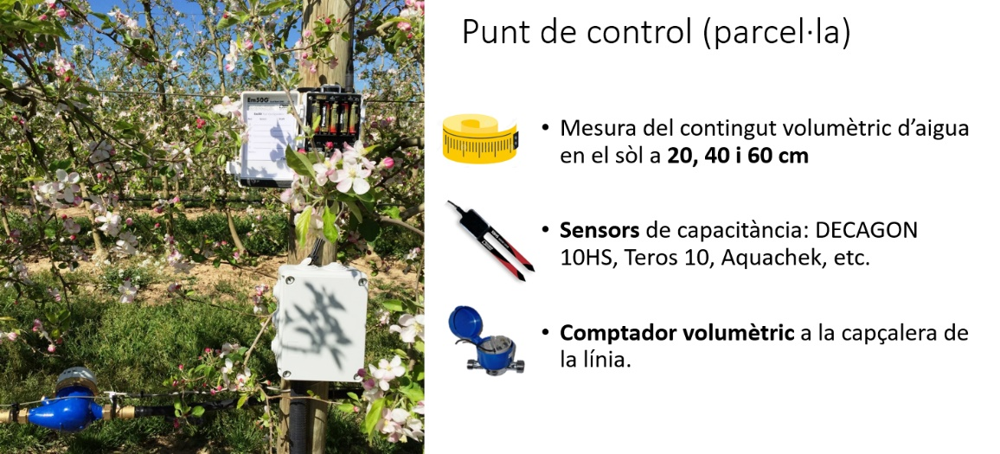 Punt de control (parcel·la)
Em50G
• Mesura del contingut volumètric d’aigua
en el sòl a 20, 40 i 60 cm
• Sensors de capacitància: DECAGON
10HS, Teros 10, Aquachek, etc.
• Comptador volumètric a la capçalera de
la línia.